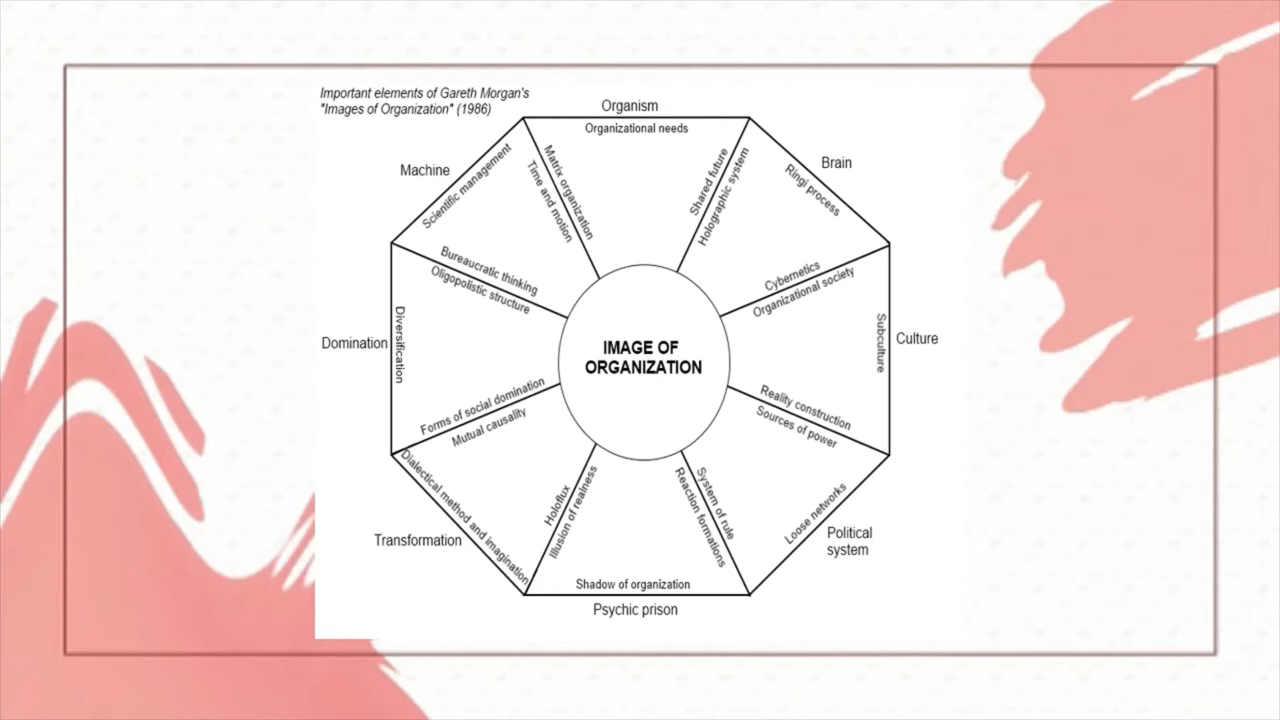 Important elements of Gareth Morgan's
"Images of Organization" (1986)
Organism
Organizational needs
Machine
Scientific management
Matrix organization
Time and motion
Shared future
Holographic system
Brain
Ringi process
Bureaucratic thinking
Oligopolistic structure
Cybernetics
Organizational society
Domination
Diversification
IMAGE OF
ORGANIZATION
Subculture
Culture
Forms of social domination
Mutual causality
Reality construction
Sources of power
Dialectical method and imagination
Holoflux
Illusion of realness
System of rule
Reaction formations
Loose networks
Transformation
Political
system
Shadow of organization
Psychic prison